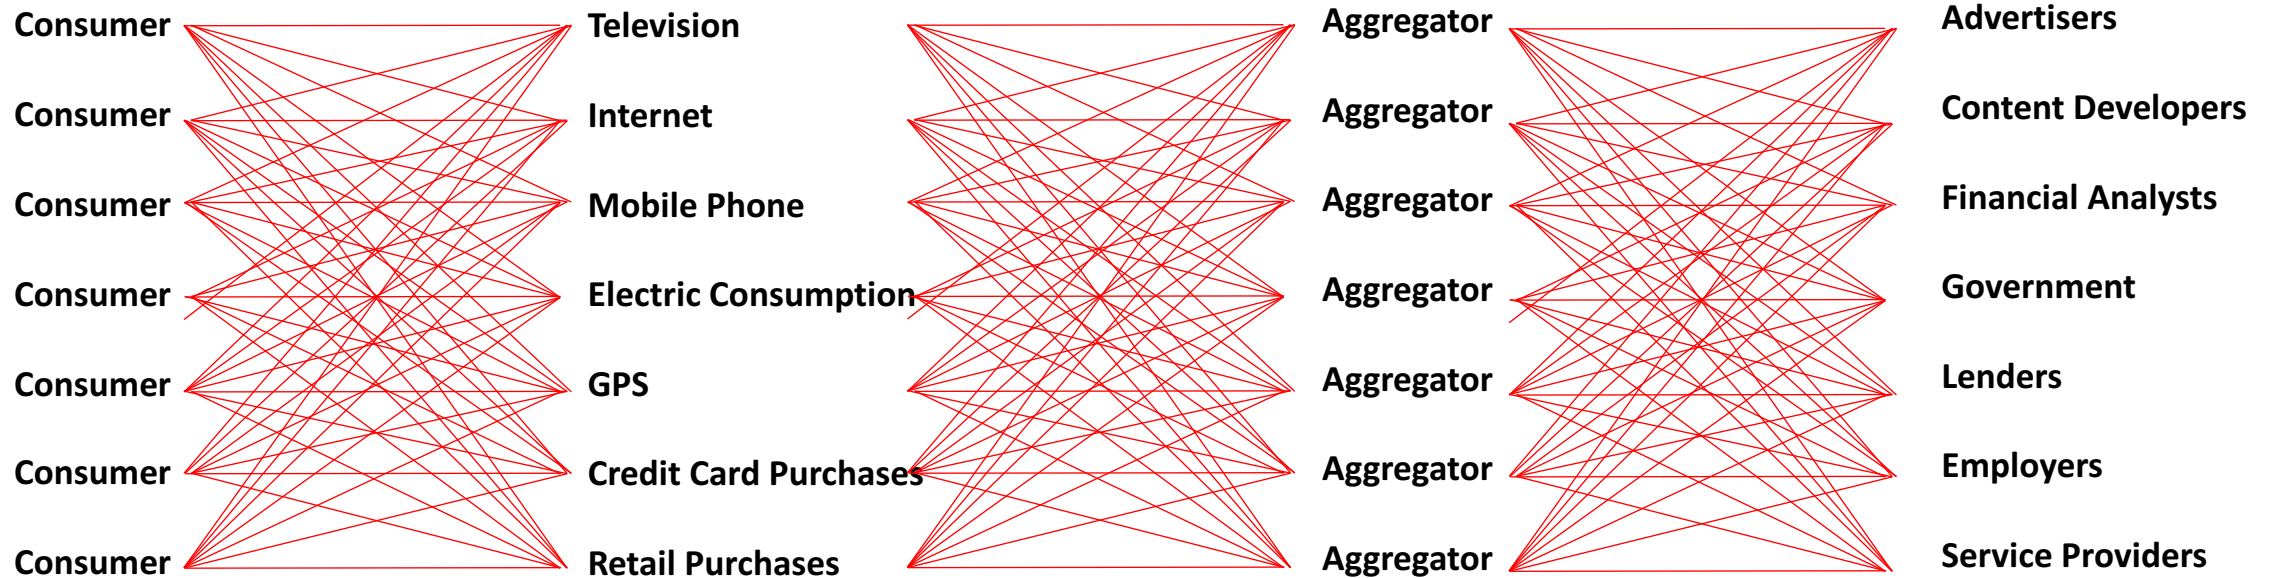 Consumer
Television
Aggregator
Advertisers
Consumer
Internet
Aggregator
Content Developers
Consumer
Mobile Phone
Aggregator
Financial Analysts
Consumer
Electric Consumption
Aggregator
Government
Consumer
GPS
Aggregator
Lenders
Consumer
Credit Card Purchases
Aggregator
Employers
Consumer
Retail Purchases
Aggregator
Service Providers